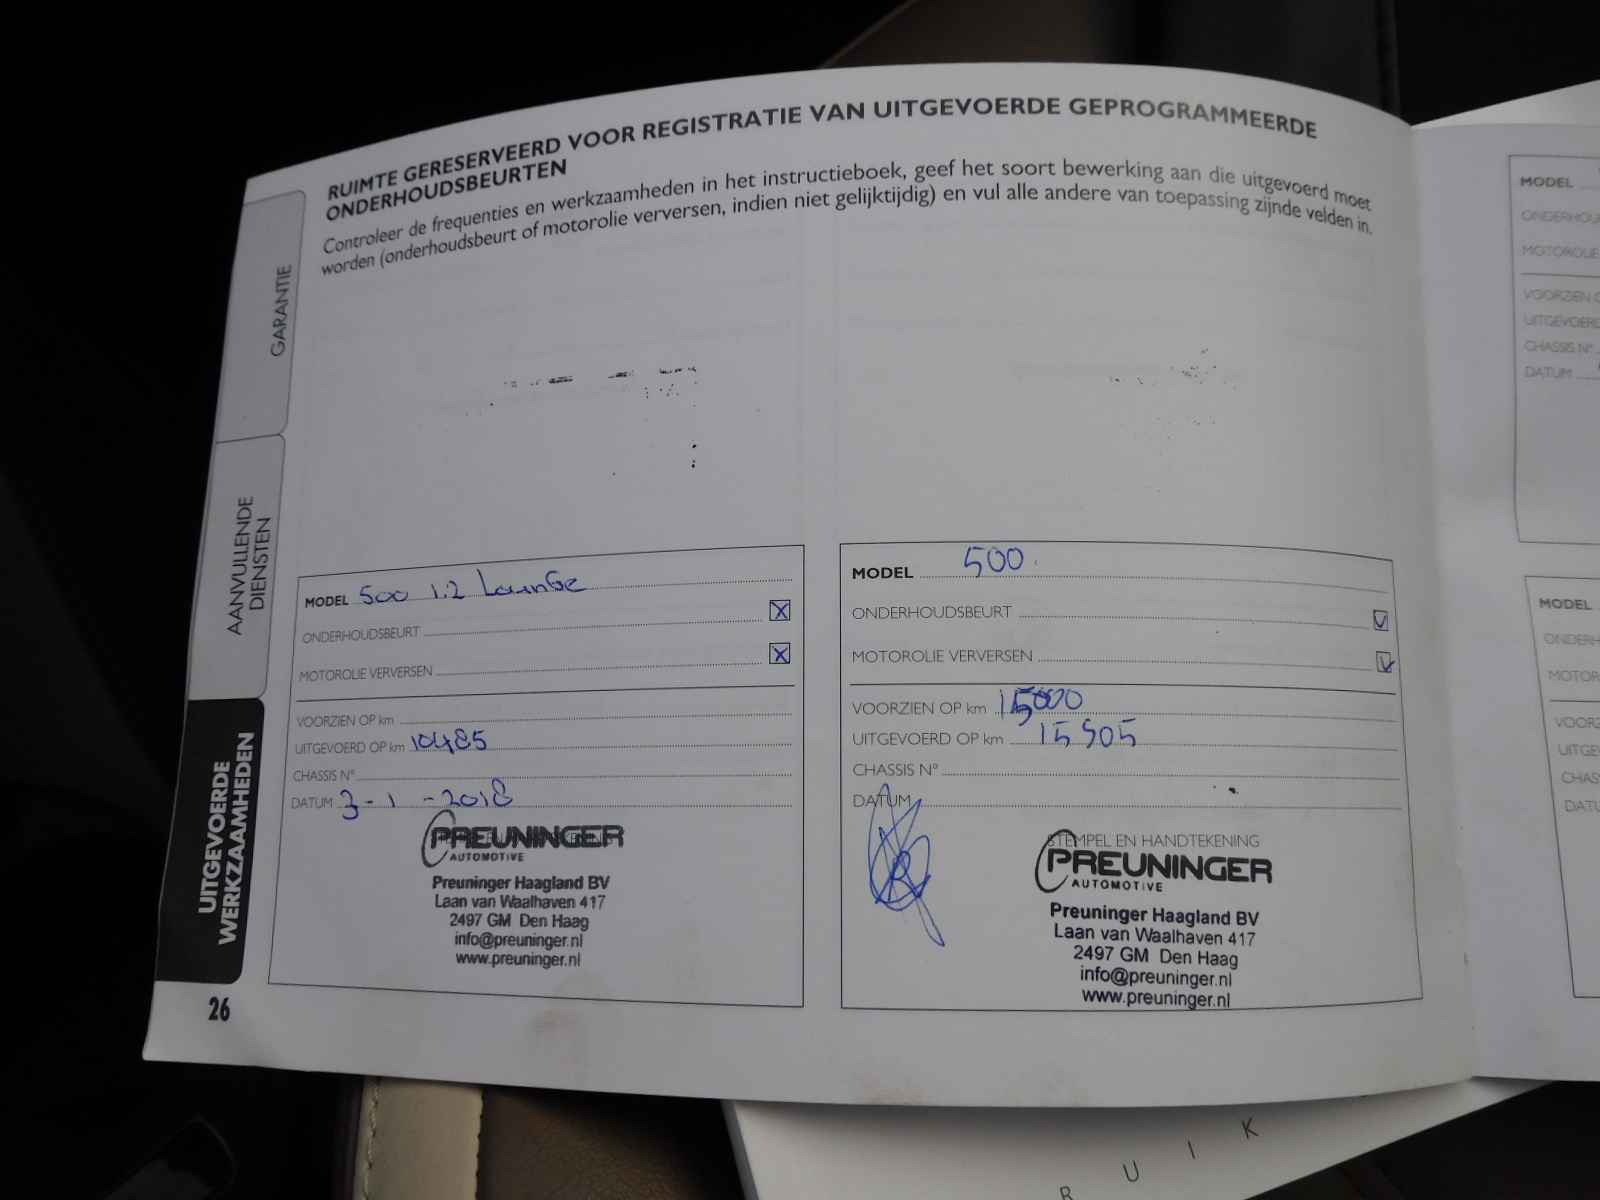 RUIMTE GERESERVEERD VOOR REGISTRATIE VAN UITGEVOERDE GEPROGRAMMEERDE
ONDERHOUDSBEURTEN
Controleer de frequenties en werkzaamheden in het instructieboek, geef het soort bewerking aan die uitgevoerd moet
worden (onderhoudsbeurt of motorolie verversen, indien niet gelijktijdig) en vul alle andere van toepassing zijnde velden in.
GARANTIE
AANVULLENDE
DIENSTEN
UITGEVOERDE
WERKZAAMHEDEN
26
MODEL 500 1.2 Lounge
ONDERHOUDSBEURT X
MOTOROLIE VERVERSEN X
VOORZIEN OP km
UITGEVOERD OP km 10485
CHASSIS N°
DATUM 3-1-2018
PREUNINGER
AUTOMOTIVE
Preuninger Haagland BV
Laan van Waalhaven 417
2497 GM Den Haag
info@preuninger.nl
www.preuninger.nl
MODEL 500
ONDERHOUDSBEURT
MOTOROLIE VERVERSEN
VOORZIEN OP km 15000
UITGEVOERD OP km 15505
CHASSIS N°
DATUM
STEMPEL EN HANDTEKENING
PREUNINGER
AUTOMOTIVE
Preuninger Haagland BV
Laan van Waalhaven 417
2497 GM Den Haag
info@preuninger.nl
www.preuninger.nl
MODEL
MOTOROLIE
CHASSIS N°
DATUM
MODEL
R U I K